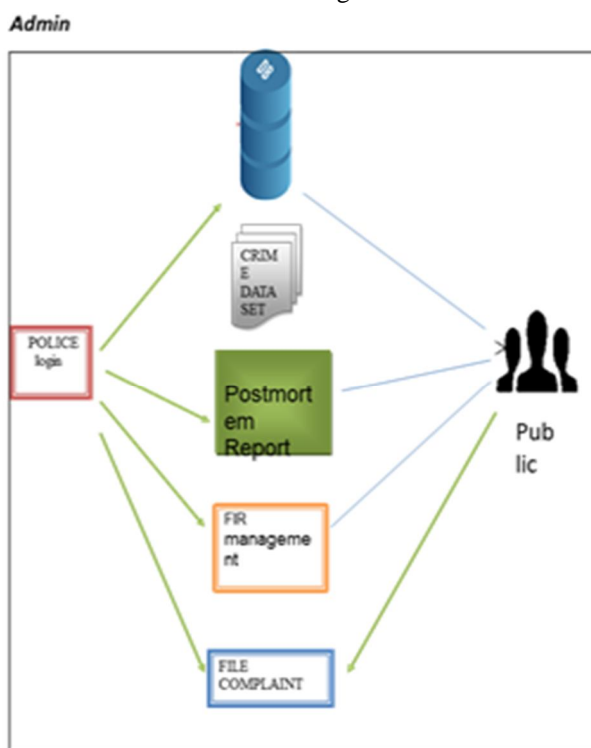 Admin
CRIM
E
DATA
SET
POLICE
login
Postmort
em
Report
Pub
lic
FIR
manageme
nt
FILE
COMPLAINT